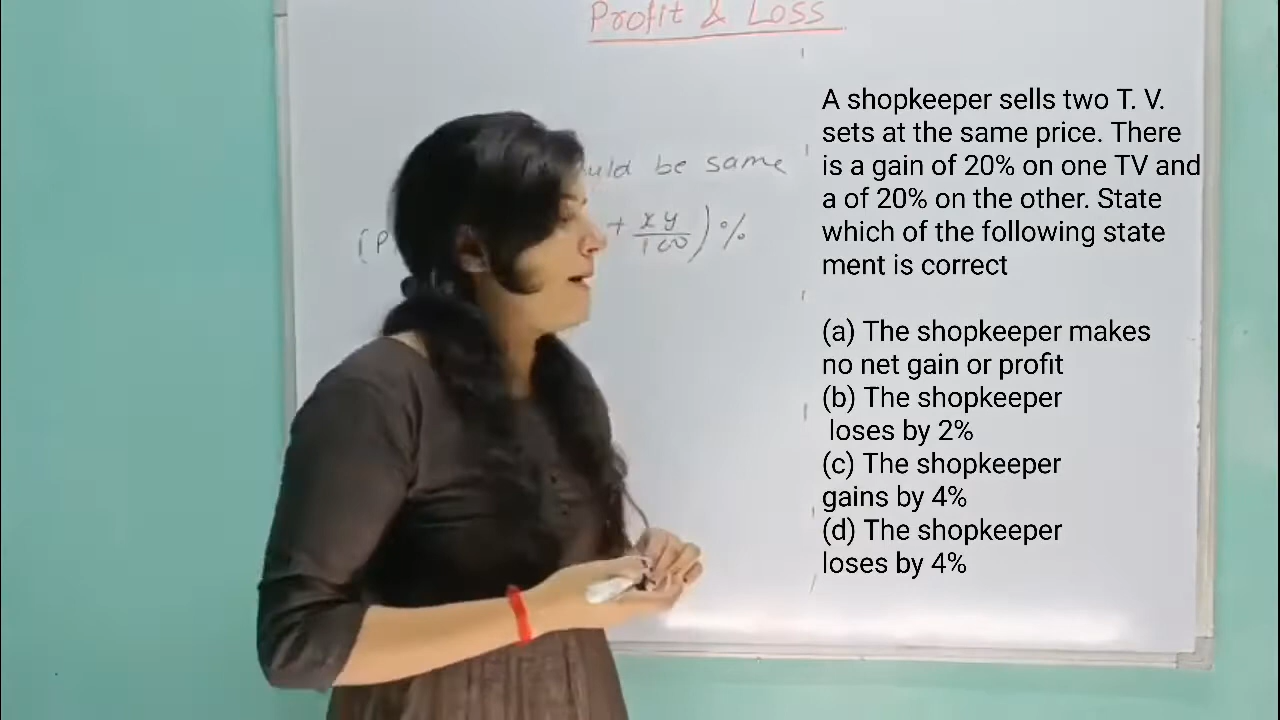 Profit & Loss
be same
+ xy/100)%
A shopkeeper sells two T. V.
sets at the same price. There
is a gain of 20% on one TV and
a of 20% on the other. State
which of the following state
ment is correct
(a) The shopkeeper makes
no net gain or profit
(b) The shopkeeper
loses by 2%
(c) The shopkeeper
gains by 4%
(d) The shopkeeper
loses by 4%